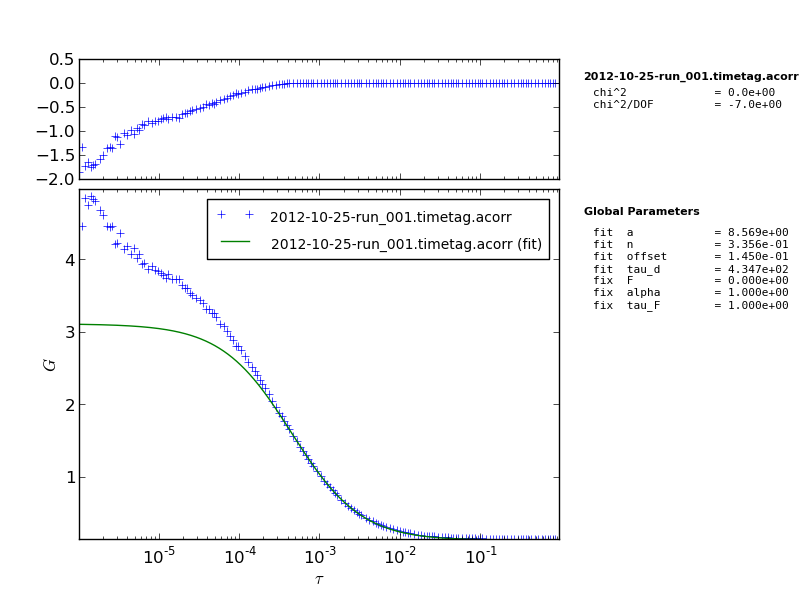 0.5
0.0
−0.5
−1.0
−1.5
−2.0
2012-10-25-run_001.timetag.acorr
chi^2 = 0.0e+00
chi^2/DOF = -7.0e+00
2012-10-25-run_001.timetag.acorr
2012-10-25-run_001.timetag.acorr (fit)
4
3
2
1
G
10^-5 10^-4 10^-3 10^-2 10^-1
τ
Global Parameters
fit a = 8.569e+00
fit n = 3.356e-01
fit offset = 1.450e-01
fit tau_d = 4.347e+02
fix F = 0.000e+00
fix alpha = 1.000e+00
fix tau_F = 1.000e+00